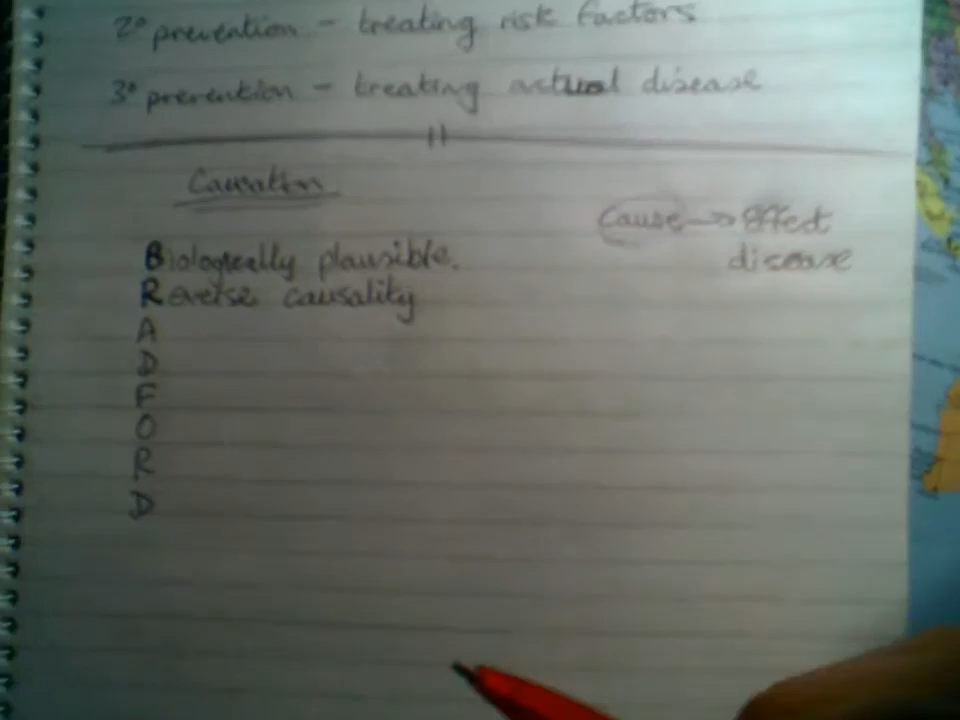 2° prevention - treating risk factors
3° prevention - treating actual disease
Causation
Cause → Effect
disease
Biologically plausible.
Reverse causality
A
D
F
O
R
D